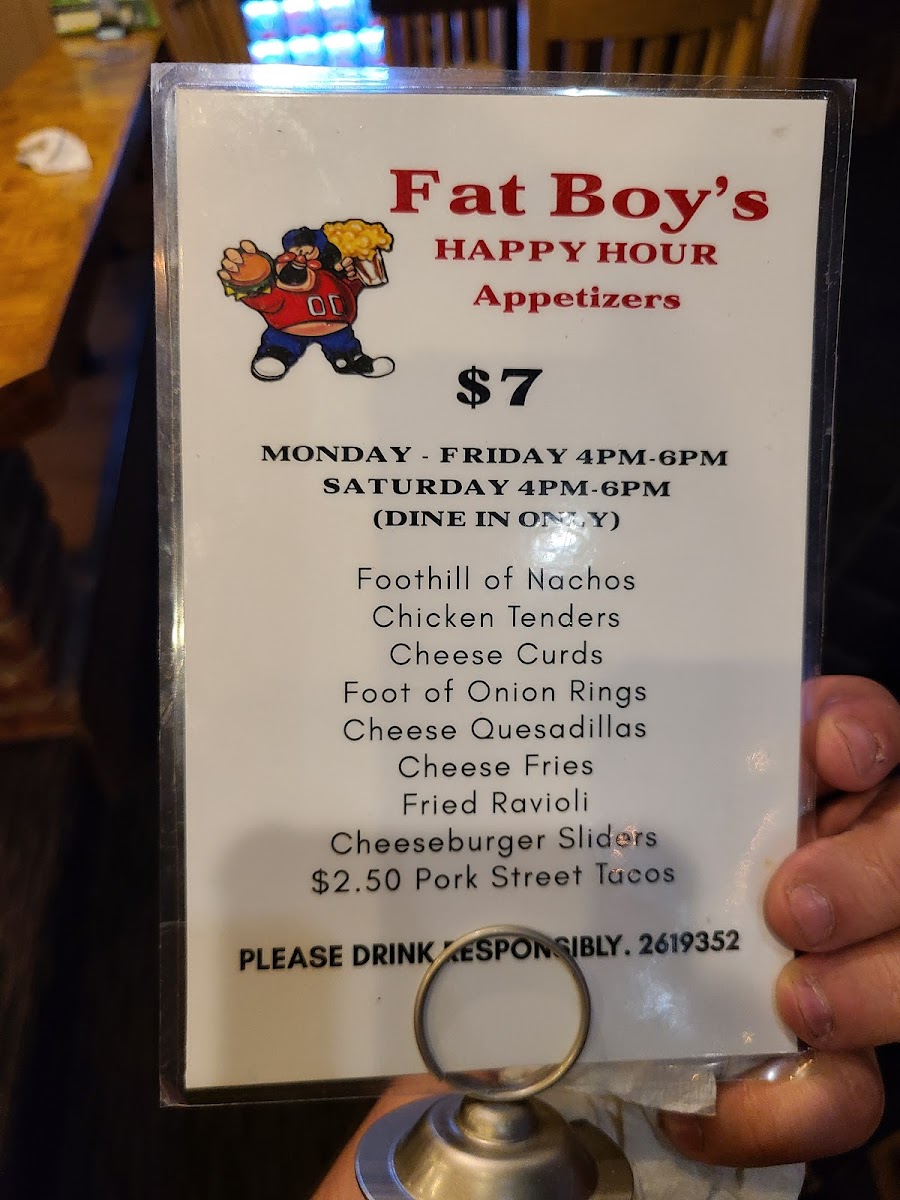 Fat Boy's
HAPPY HOUR
Appetizers
00
$7
MONDAY - FRIDAY 4PM-6PM
SATURDAY 4PM-6PM
(DINE IN ONLY)
Foothill of Nachos
Chicken Tenders
Cheese Curds
Foot of Onion Rings
Cheese Quesadillas
Cheese Fries
Fried Ravioli
Cheeseburger Sliders
$2.50 Pork Street Tacos
PLEASE DRINK RESPONSIBLY. 2619352